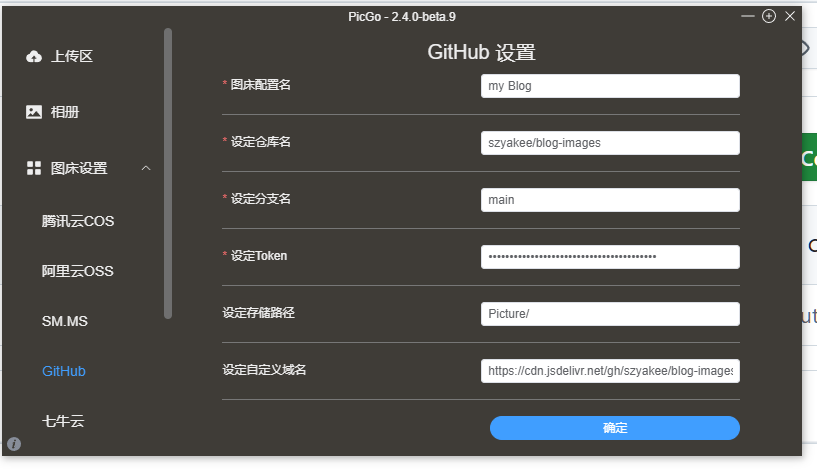 PicGo - 2.4.0-beta.9
上传区
相册
图床设置
腾讯云COS
阿里云OSS
SM.MS
GitHub
七牛云
GitHub 设置
* 图床配置名
my Blog
* 设定仓库名
szyakee/blog-images
* 设定分支名
main
* 设定Token
设定存储路径
Picture/
设定自定义域名
https://cdn.jsdelivr.net/gh/szyakee/blog-images
确定